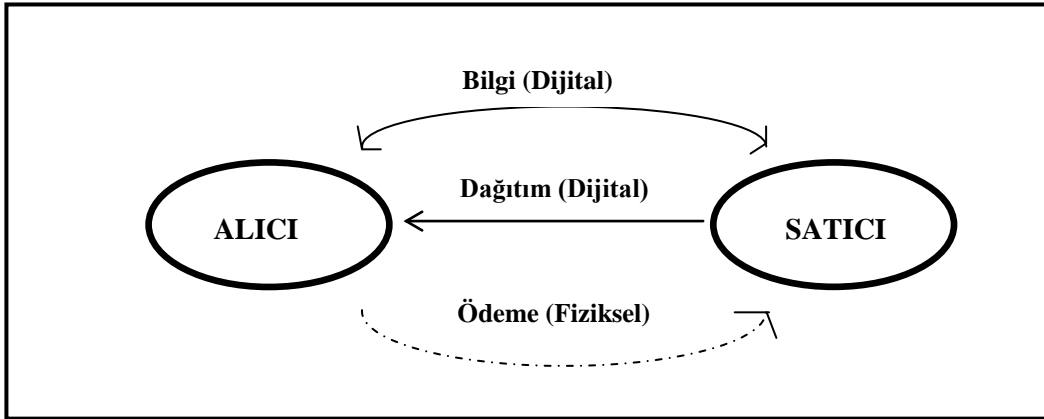 Bilgi (Dijital)
Dağıtım (Dijital)
ALICI
SATICI
Ödeme (Fiziksel)